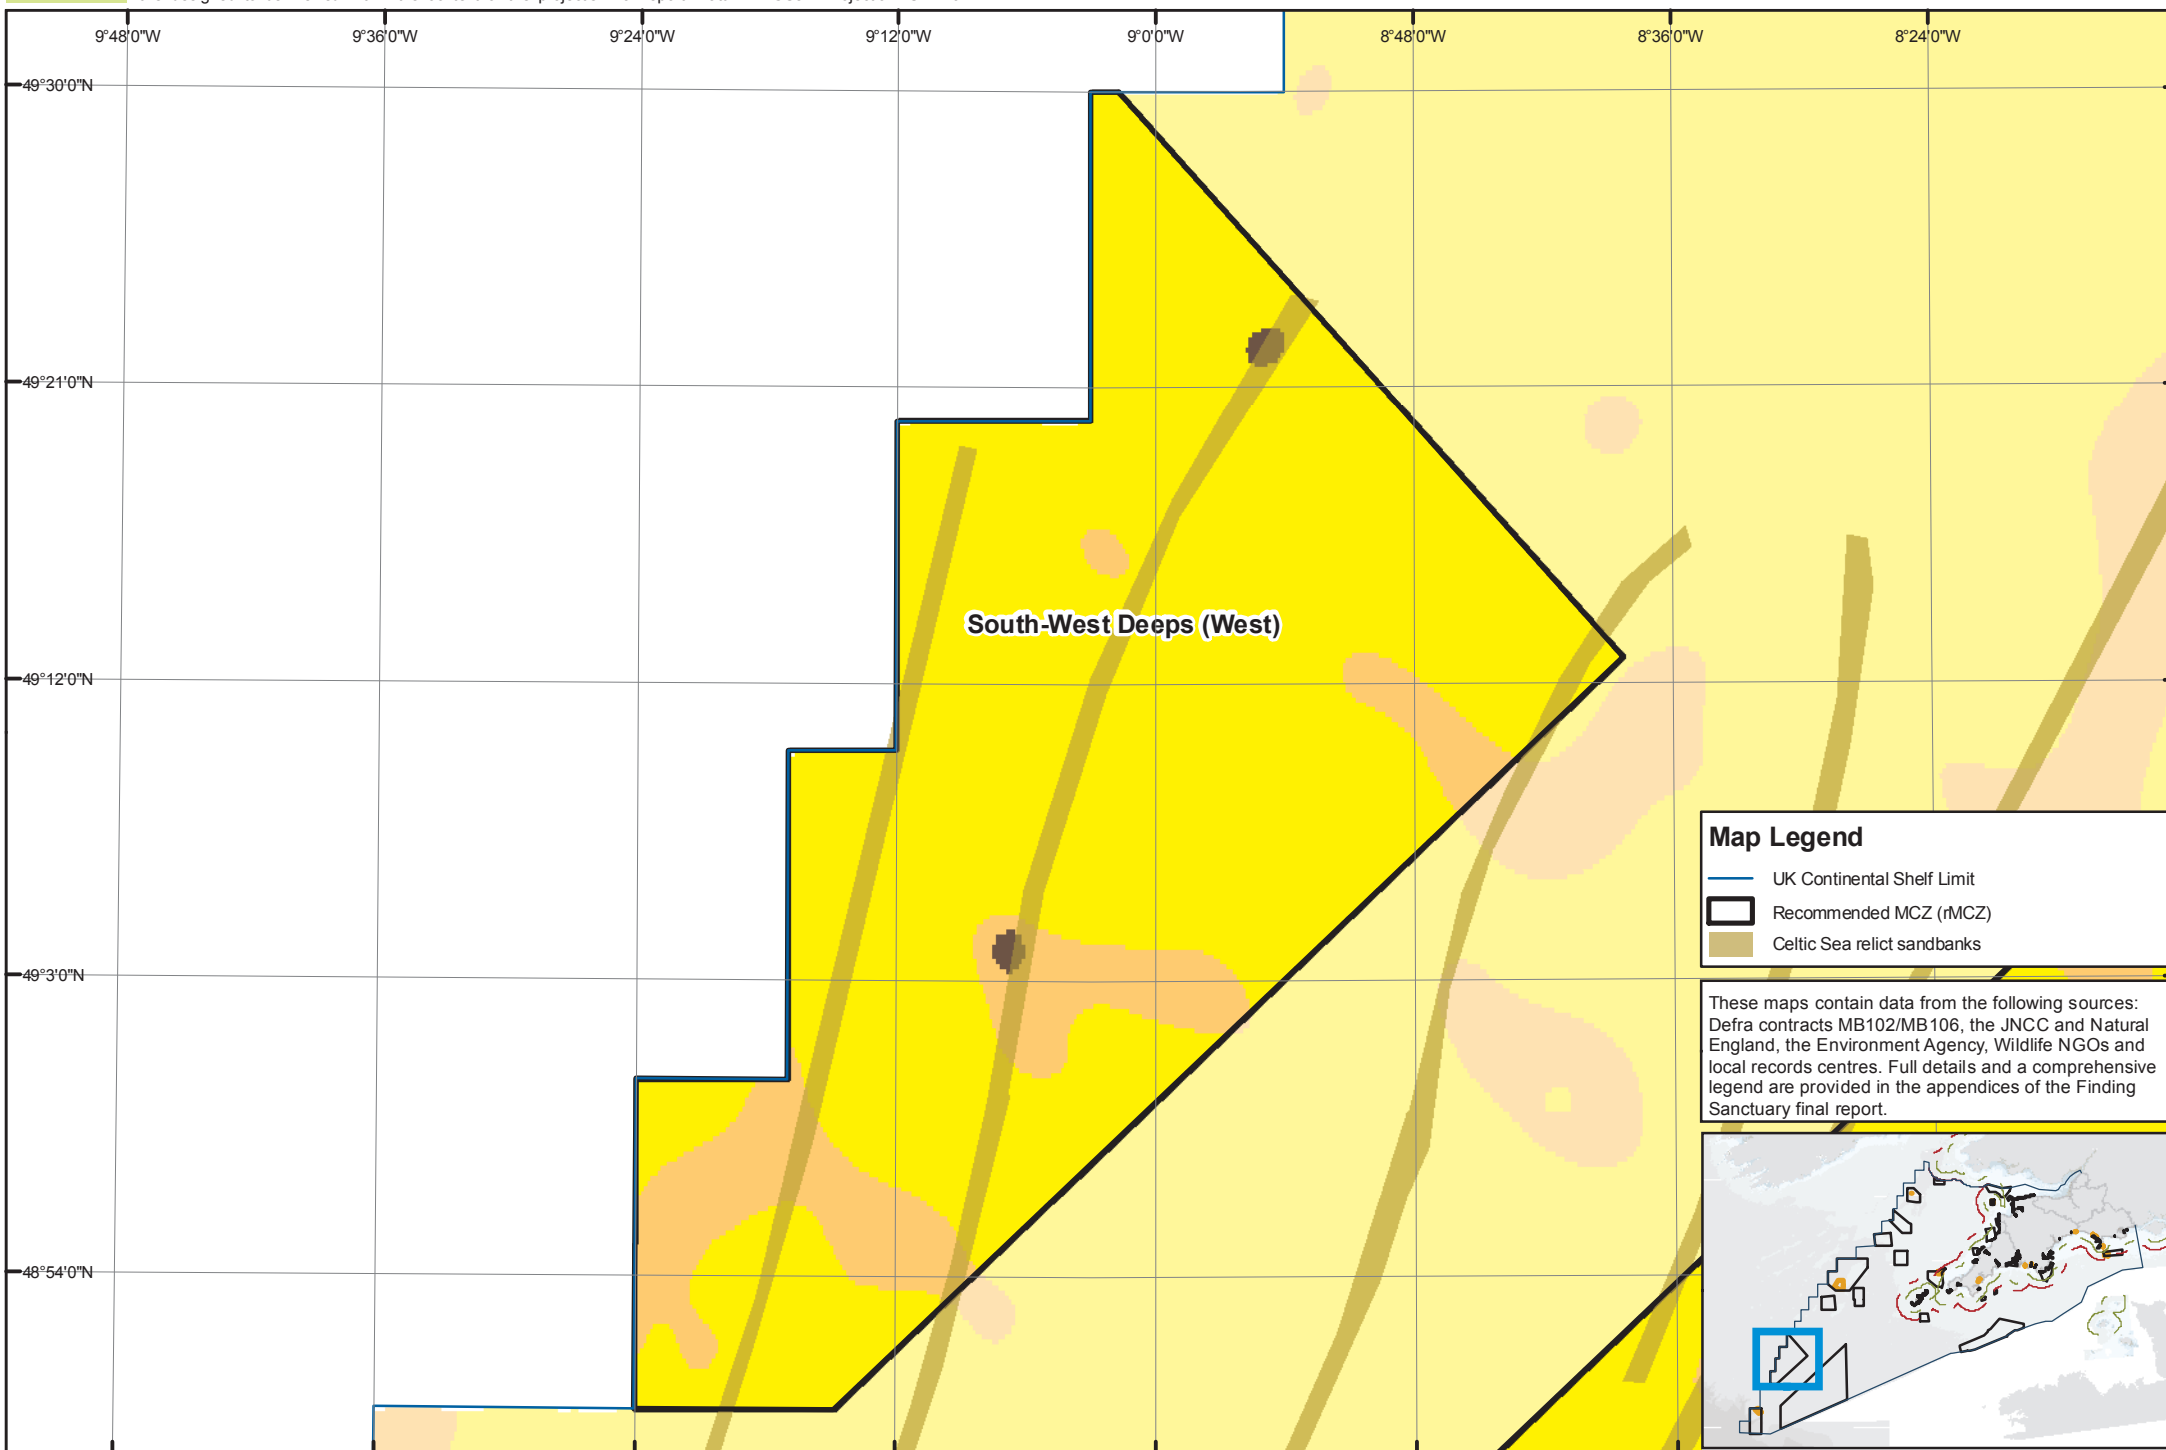 9°48'0"W 9°36'0"W 9°24'0"W 9°12'0"W 9°0'0"W 8°48'0"W 8°36'0"W 8°24'0"W
49°30'0"N
49°21'0"N
South-West Deeps (West)
49°12'0"N
49°3'0"N
48°54'0"N
Map Legend
UK Continental Shelf Limit
Recommended MCZ (rMCZ)
Celtic Sea relict sandbanks
These maps contain data from the following sources:
Defra contracts MB102/MB106, the JNCC and Natural
England, the Environment Agency, Wildlife NGOs and
local records centres. Full details and a comprehensive
legend are provided in the appendices of the Finding
Sanctuary final report.